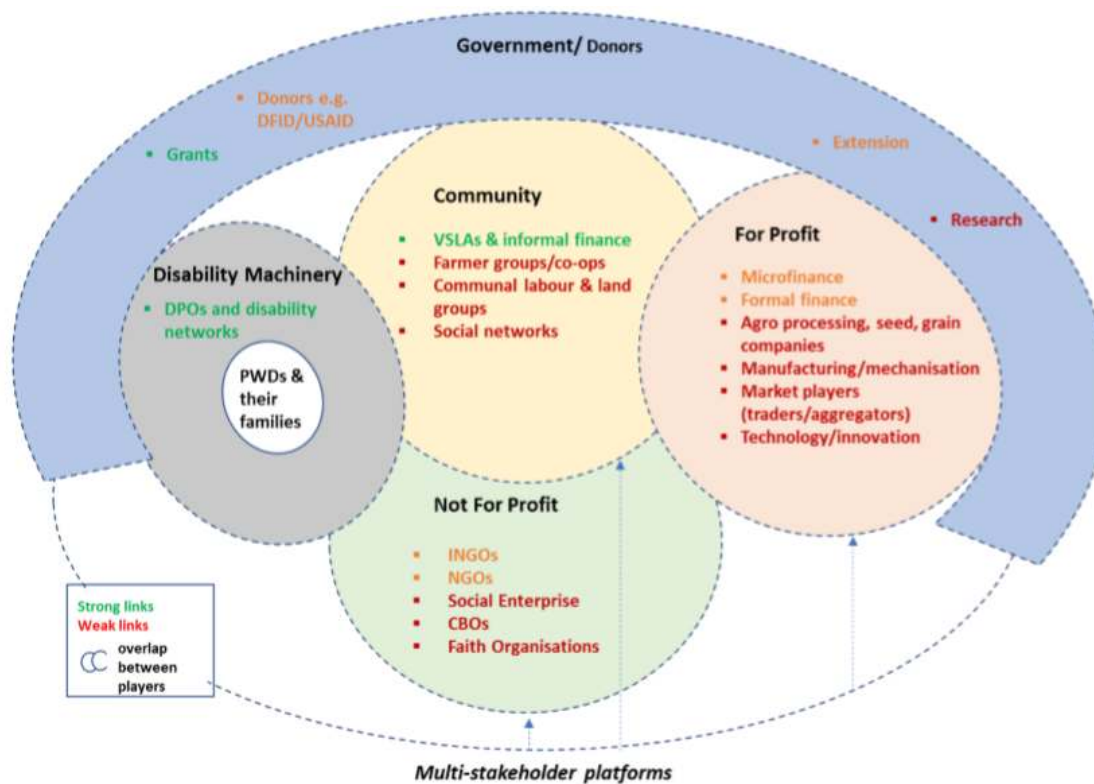 Government/ Donors
▪ Donors e.g.
DFID/USAID
▪ Grants
▪ Extension
▪ Research
Community
▪ VSLAs & informal finance
▪ Farmer groups/co-ops
▪ Communal labour & land
groups
▪ Social networks
For Profit
▪ Microfinance
▪ Formal finance
▪ Agro processing, seed, grain
companies
▪ Manufacturing/mechanisation
▪ Market players
(traders/aggregators)
▪ Technology/innovation
Disability Machinery
▪ DPOs and disability
networks
PWDs &
their
families
Not For Profit
▪ INGOs
▪ NGOs
▪ Social Enterprise
▪ CBOs
▪ Faith Organisations
Strong links
Weak links
overlap
between
players
Multi-stakeholder platforms